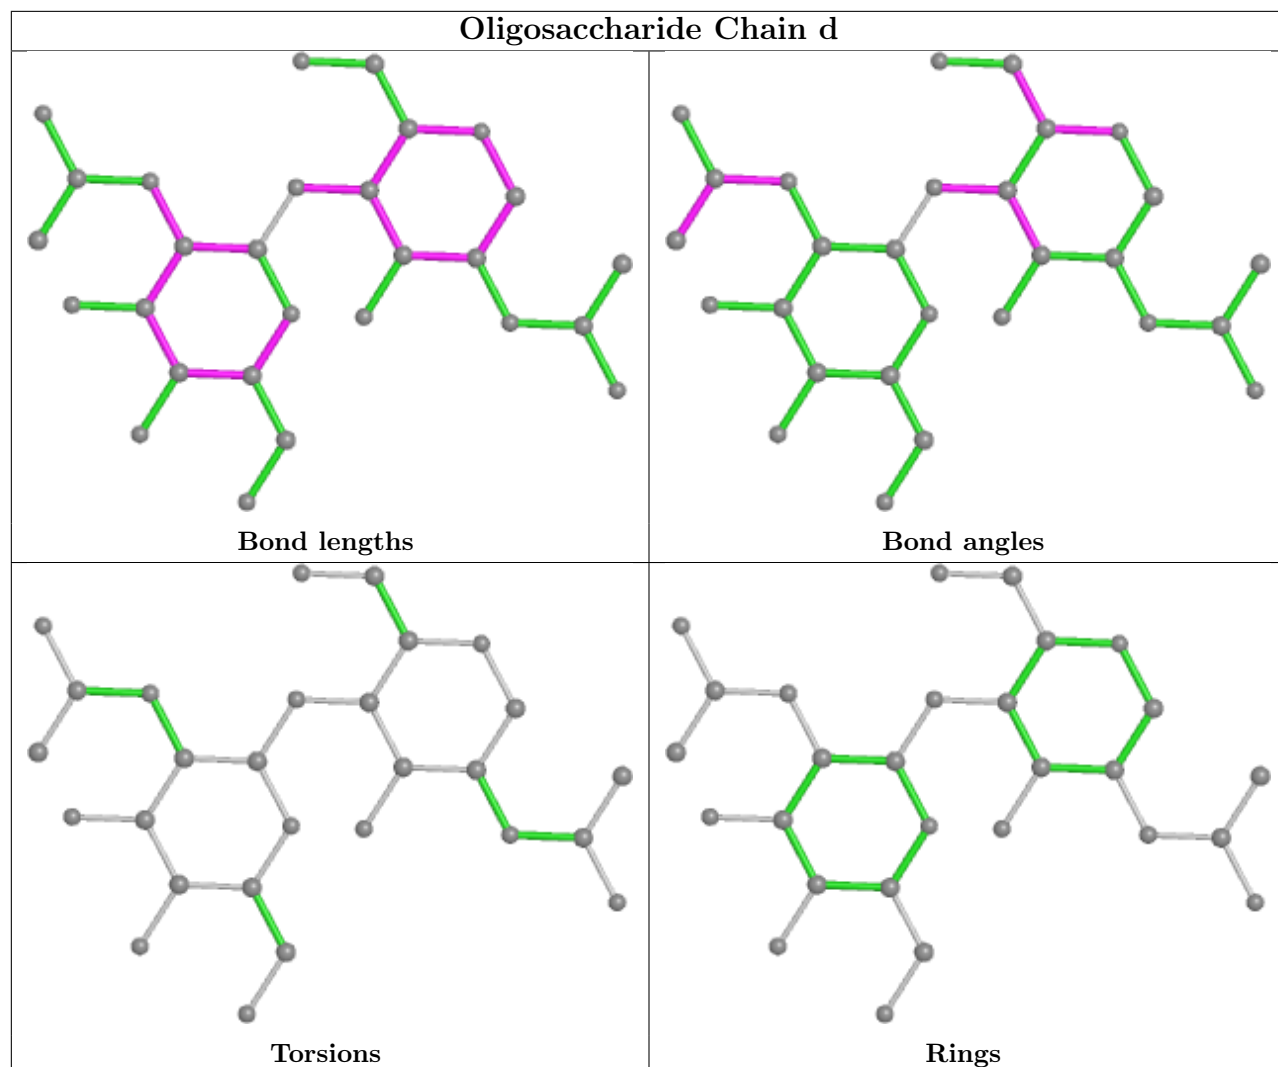 Oligosaccharide Chain d
Bond lengths
Bond angles
Torsions
Rings